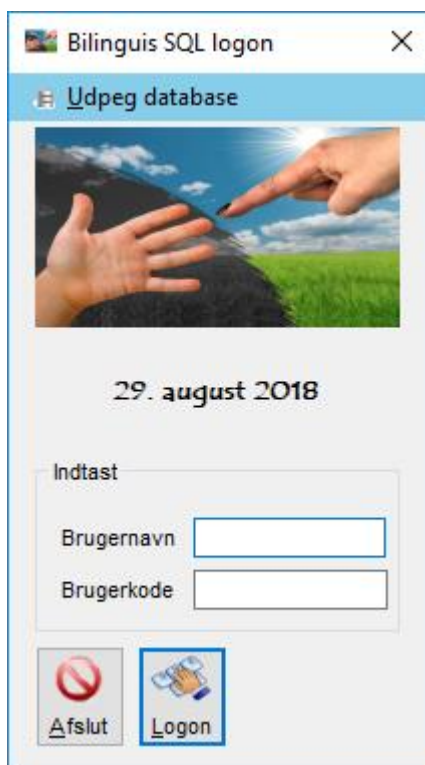 Bilinguis SQL logon
Udpeg database
29. august 2018
Indtast
Brugernavn
Brugerkode
Afslut Logon